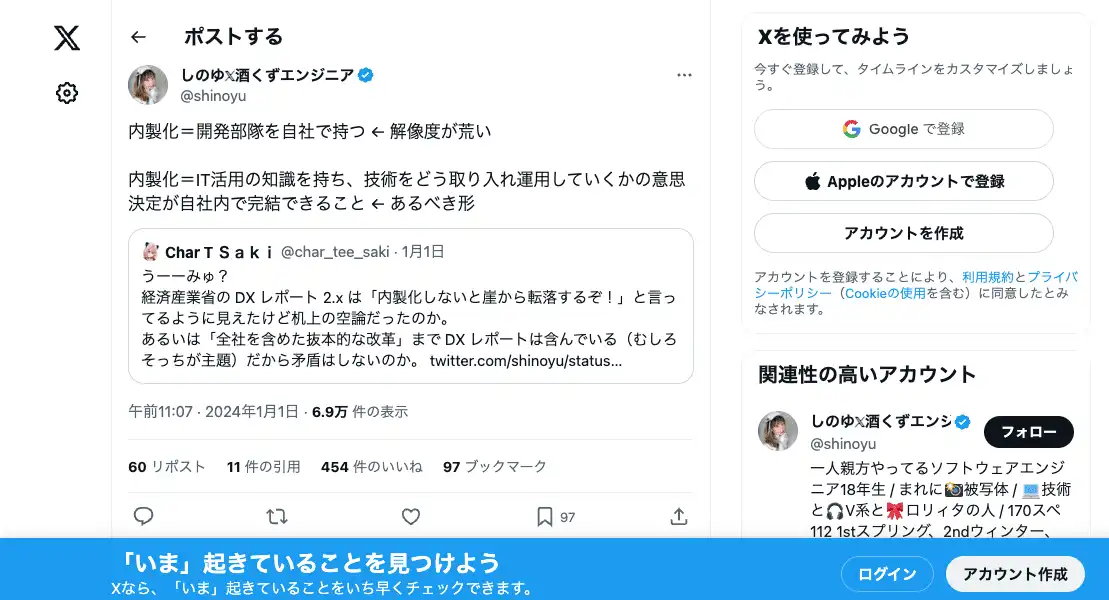 ポストする
しのゆ𝕏酒くずエンジニア
@shinoyu
内製化＝開発部隊を自社で持つ ← 解像度が荒い
内製化＝IT活用の知識を持ち、技術をどう取り入れ運用していくかの意思
決定が自社内で完結できること ← あるべき形
Char T S a k i @char_tee_saki · 1月1日
うーーみゅ？
経済産業省の DX レポート 2.x は「内製化しないと崖から転落するぞ！」と言っ
てるように見えたけど机上の空論だったのか。
あるいは「全社を含めた抜本的な改革」まで DX レポートは含んでいる（むしろ
そっちが主題）だから矛盾はしないのか。 twitter.com/shinoyu/status…
午前11:07 · 2024年1月1日 · 6.9万 件の表示
60 リポスト 11 件の引用 454 件のいいね 97 ブックマーク
97
Xを使ってみよう
今すぐ登録して、タイムラインをカスタマイズしましょ
う。
Google で登録
Appleのアカウントで登録
アカウントを作成
アカウントを登録することにより、利用規約とプライバ
シーポリシー（Cookieの使用を含む）に同意したとみ
なされます。
関連性の高いアカウント
しのゆ𝕏酒くずエンジ
@shinoyu
フォロー
一人親方やってるソフトウェアエンジ
ニア18年生 / まれに📸被写体 / 💻技術
と🎧V系と🎀ロリィタの人 / 170スペ
112 1stスプリング、2ndウィンター、
「いま」起きていることを見つけよう
Xなら、「いま」起きていることをいち早くチェックできます。
ログイン
アカウント作成